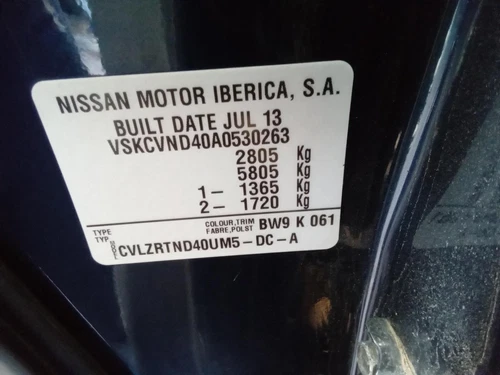 NISSAN MOTOR IBERICA, S.A.
BUILT DATE JUL 13
VSKCVND40A0530263
2805 Kg
5805 Kg
1- 1365 Kg
2- 1720 Kg
TYPE COLOUR,TRIM BW9 K 061
TYP FABRE,POLST
CVLZRTND40UM5-DC-A